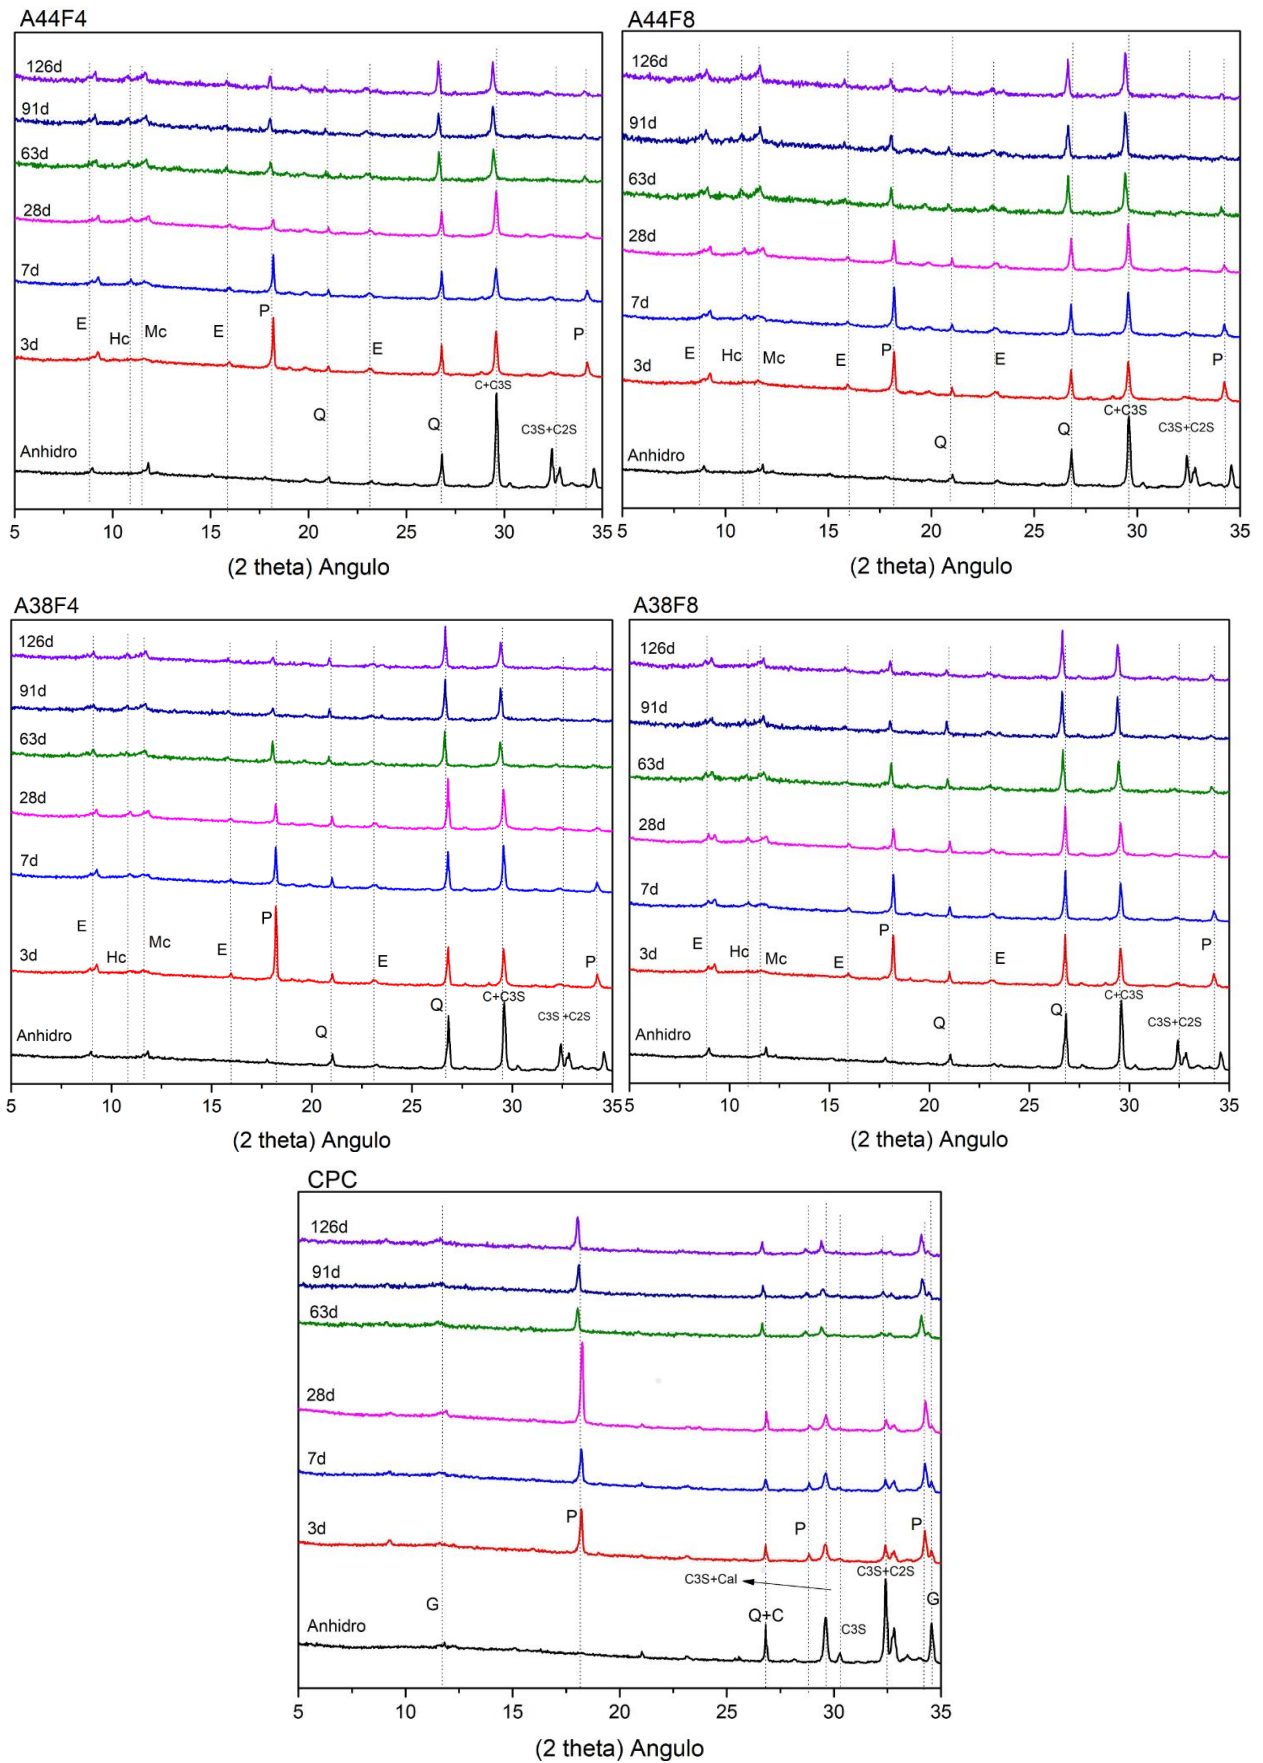 A44F4
126d
91d
63d
28d
7d
3d
E
Hc
Mc
E
P
E
P
C+C3S
Q
Q
C3S+C2S
Anhidro
5 10 15 20 25 30 35
(2 theta) Angulo
A44F8
126d
91d
63d
28d
7d
3d
E
Hc
Mc
E
P
E
P
C+C3S
Q
Q
C3S+C2S
Anhidro
5 10 15 20 25 30 35
(2 theta) Angulo
A38F4
126d
91d
63d
28d
7d
3d
E
Hc
Mc
E
P
E
P
C+C3S
Q
Q
C3S+C2S
Anhidro
5 10 15 20 25 30 35
(2 theta) Angulo
A38F8
126d
91d
63d
28d
7d
3d
E
Hc
Mc
E
P
E
P
C+C3S
Q
Q
C3S+C2S
Anhidro
5 10 15 20 25 30 35
(2 theta) Angulo
CPC
126d
91d
63d
28d
7d
3d
P
P
P
C3S+Cal
C3S+C2S
G
Q+C
C3S
G
Anhidro
5 10 15 20 25 30 35
(2 theta) Angulo